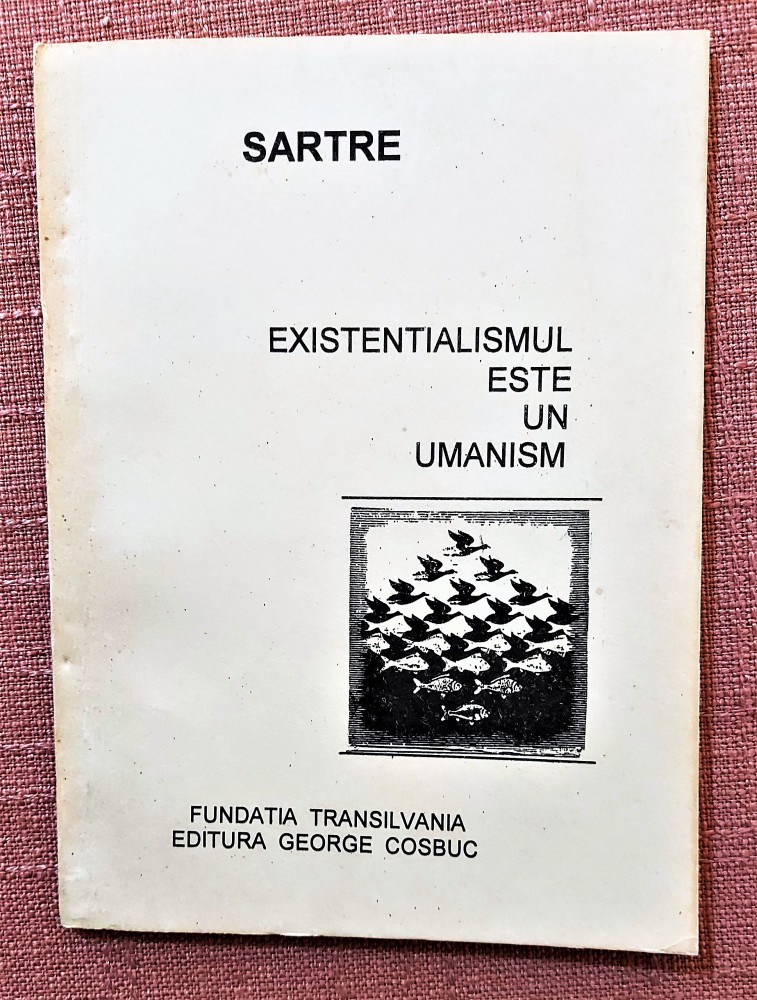 SARTRE
EXISTENTIALISMUL
ESTE
UN
UMANISM
FUNDATIA TRANSILVANIA
EDITURA GEORGE COSBUC